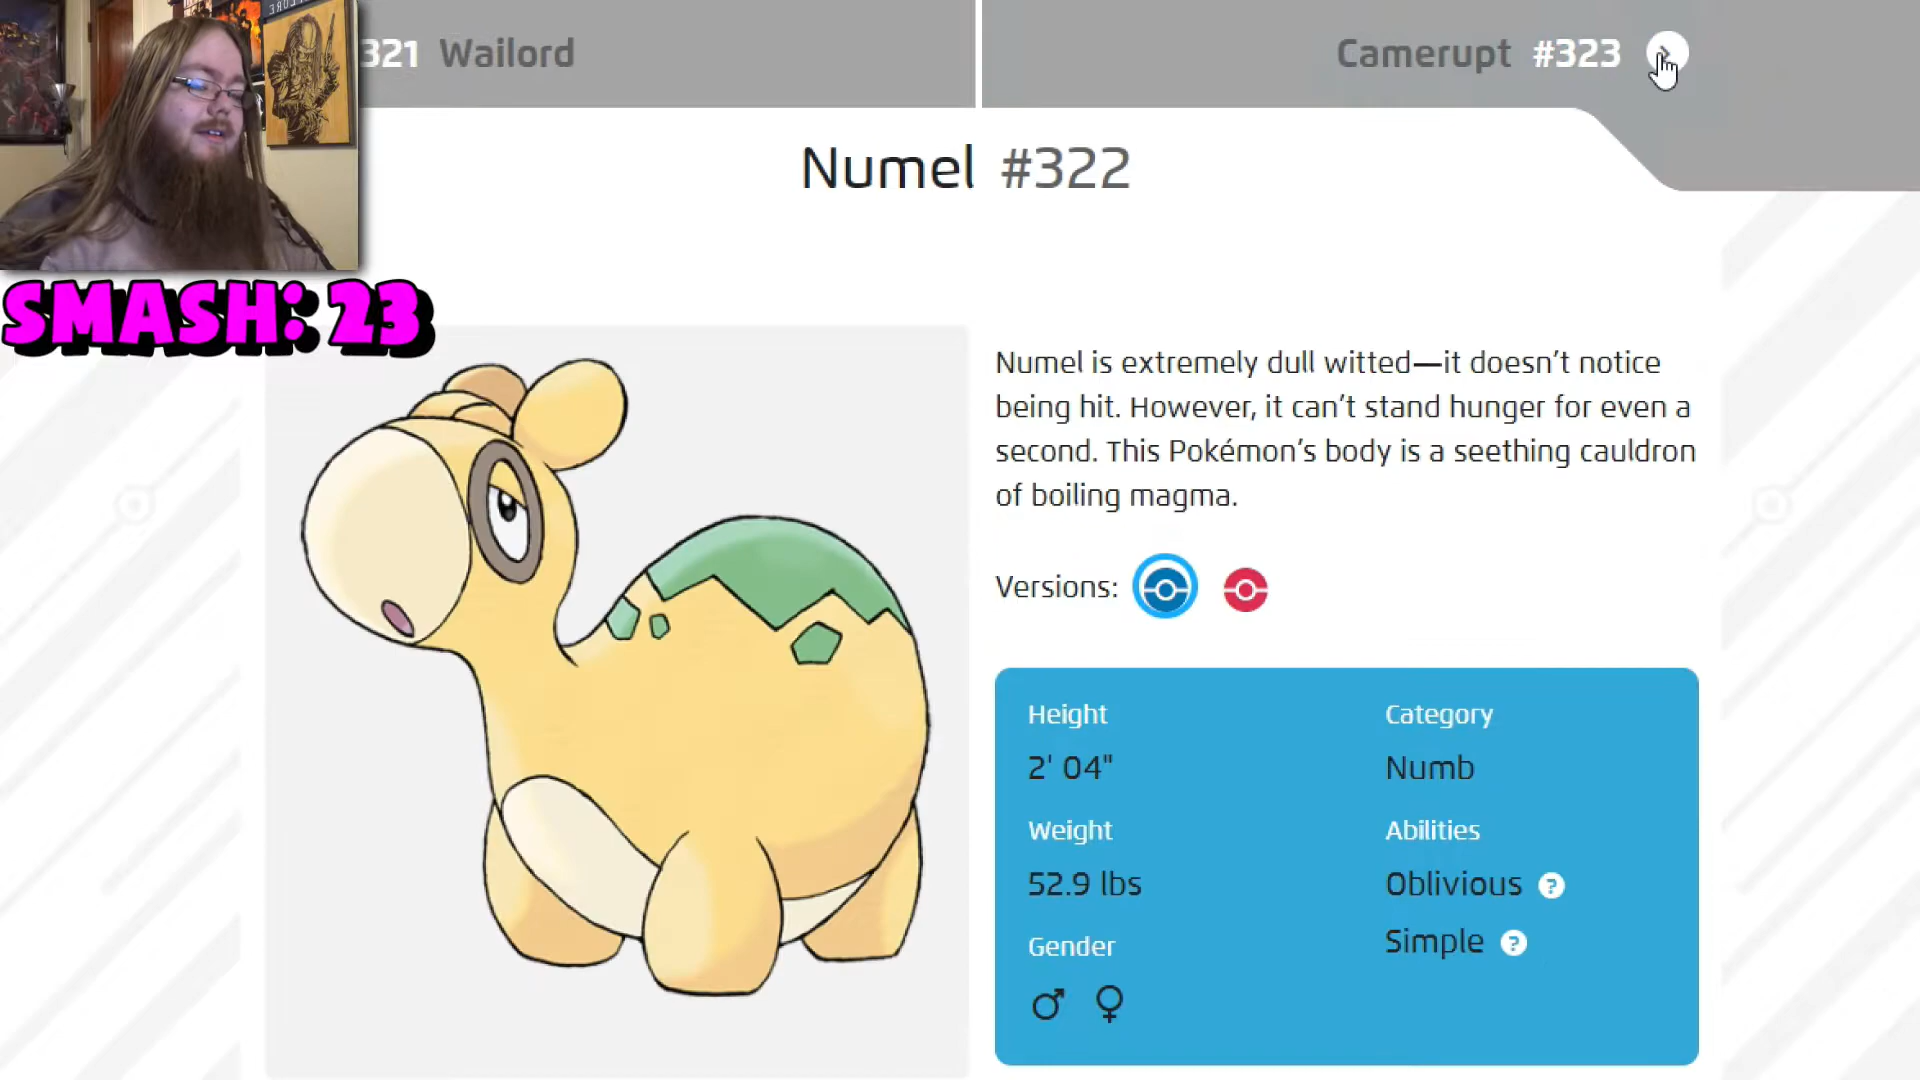 321 Wailord
Camerupt #323
Numel #322
SMASH: 23
Numel is extremely dull witted—it doesn't notice
being hit. However, it can't stand hunger for even a
second. This Pokémon's body is a seething cauldron
of boiling magma.
Versions:
Height
2' 04"
Weight
52.9 lbs
Gender
Category
Numb
Abilities
Oblivious ?
Simple ?